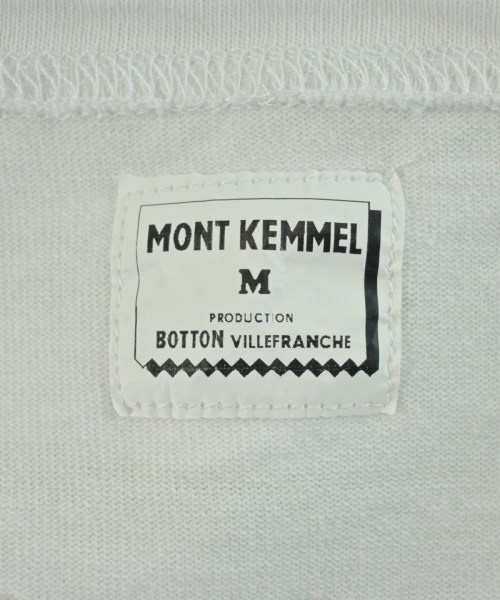 MONT KEMMEL
M
PRODUCTION
BOTTON VILLEFRANCHE